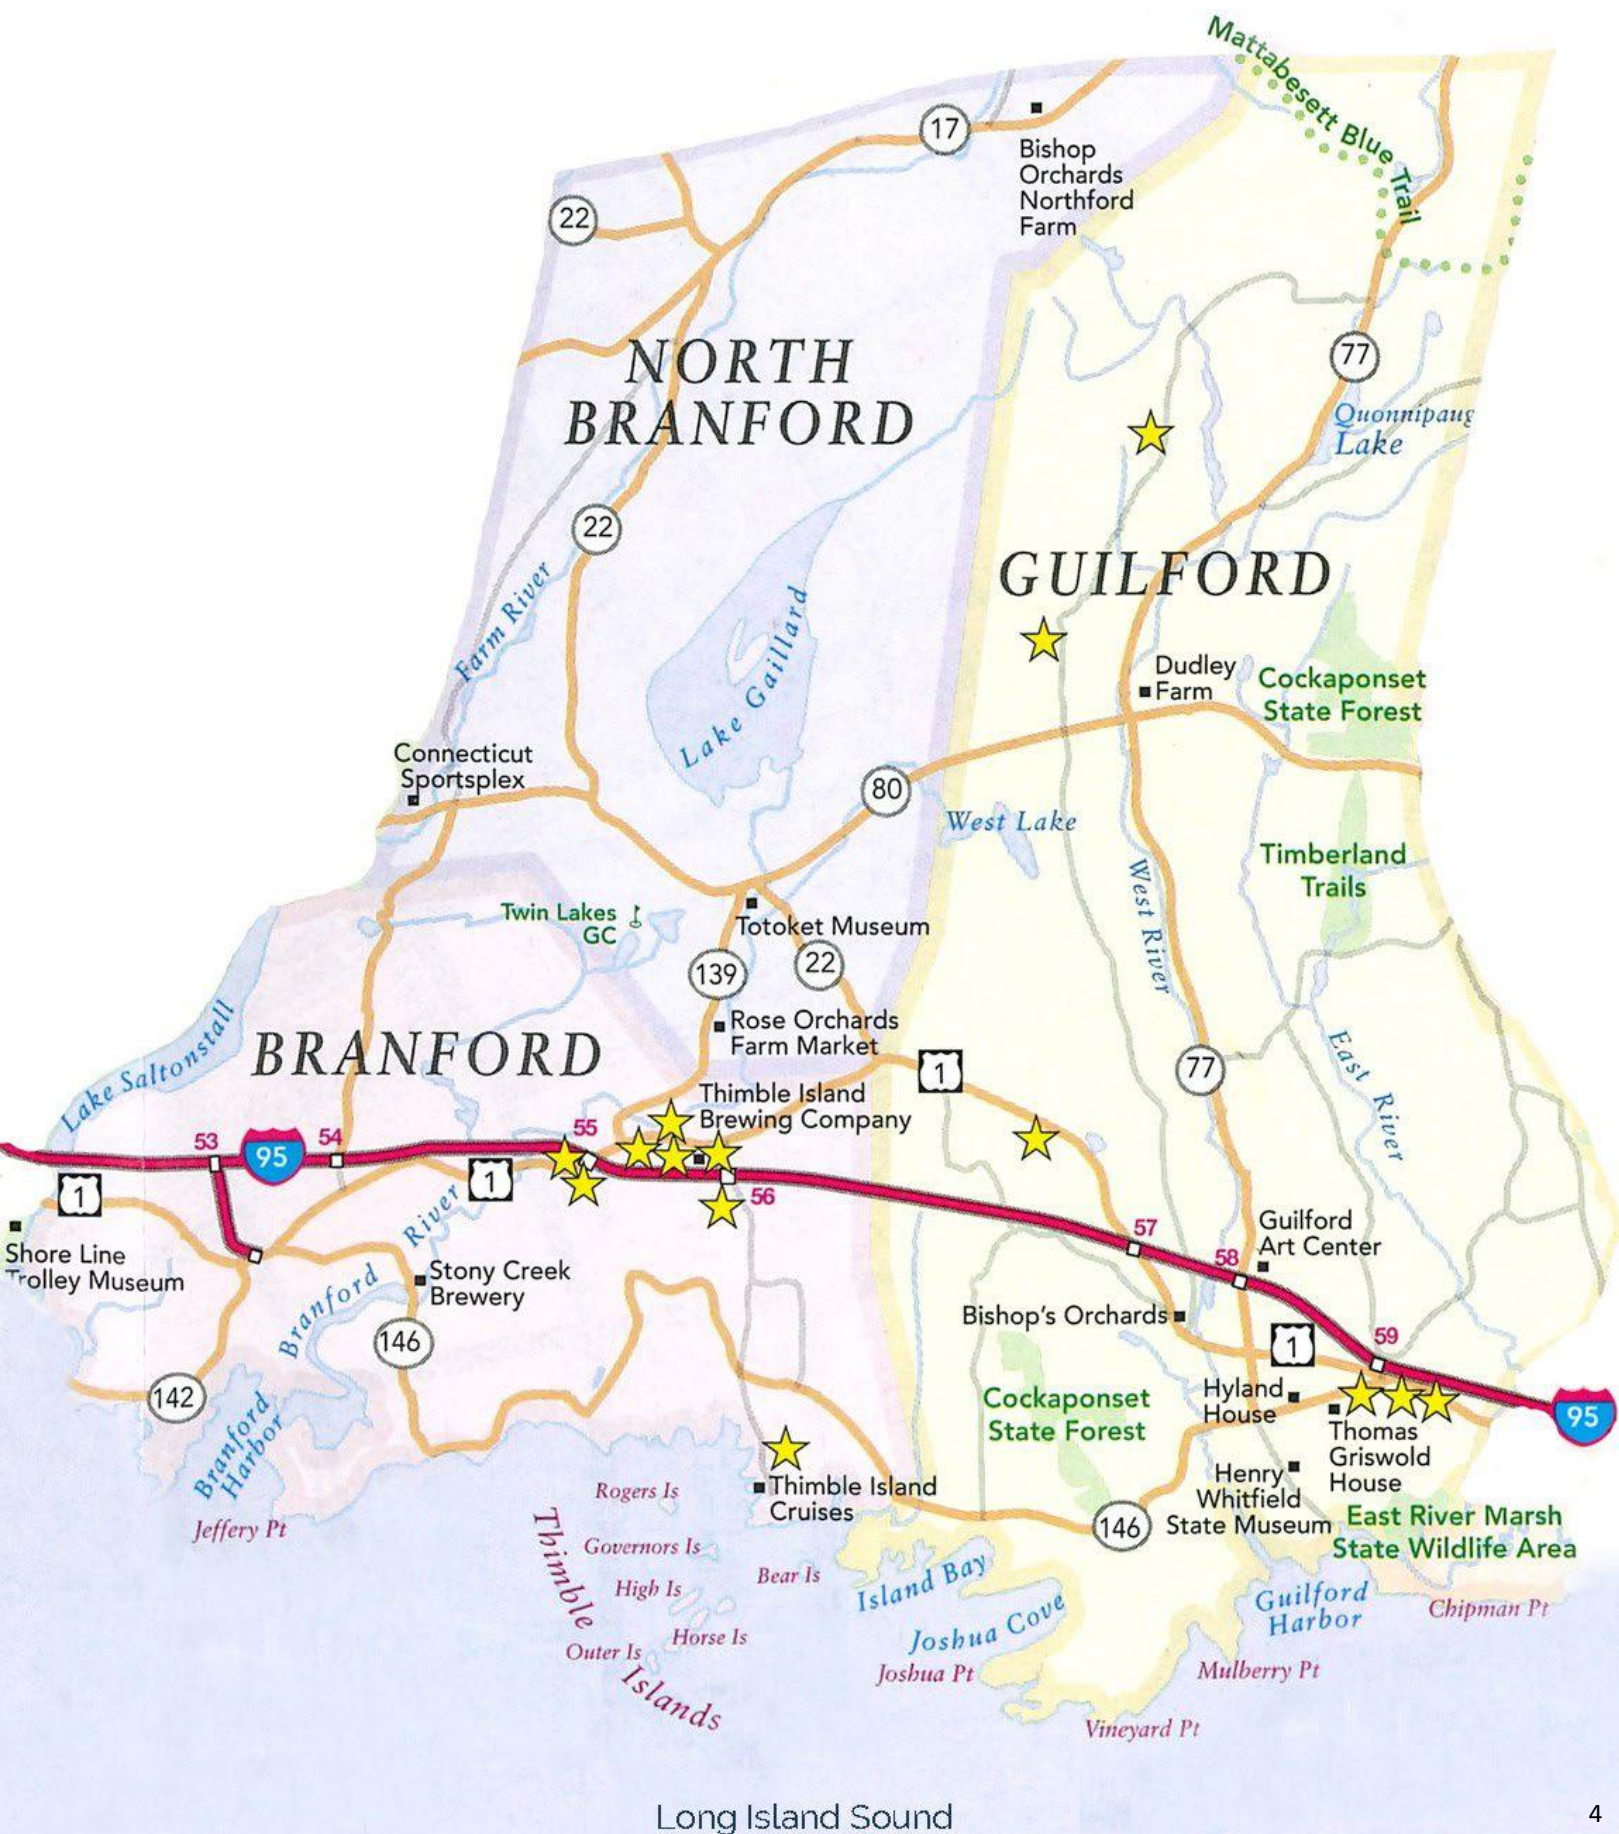 Mattabesett Blue Trail
17
Bishop
Orchards
Northford
Farm
22
77
NORTH
BRANFORD
Quonnipaug
Lake
22
GUILFORD
Farm River
Lake Gaillard
Dudley
Farm
Cockaponset
State Forest
Connecticut
Sportsplex
80
West Lake
Timberland
Trails
West River
Twin Lakes
GC
Totoket Museum
139
22
Rose Orchards
Farm Market
BRANFORD
Lake Saltonstall
East River
1
77
Thimble Island
Brewing Company
53
95
54
55
1
1
56
River
Branford
57
58
Guilford
Art Center
Shore Line
Trolley Museum
Stony Creek
Brewery
Bishop's Orchards
146
1
59
142
Branford
Harbor
Cockaponset
State Forest
Hyland
House
95
Thomas
Griswold
House
Henry
Whitfield
State Museum
Thimble Island
Cruises
Rogers Is
Jeffery Pt
146
East River Marsh
State Wildlife Area
Thimble
Islands
Governors Is
High Is
Bear Is
Island Bay
Horse Is
Outer Is
Joshua Cove
Joshua Pt
Guilford
Harbor
Chipman Pt
Mulberry Pt
Vineyard Pt
Long Island Sound
4